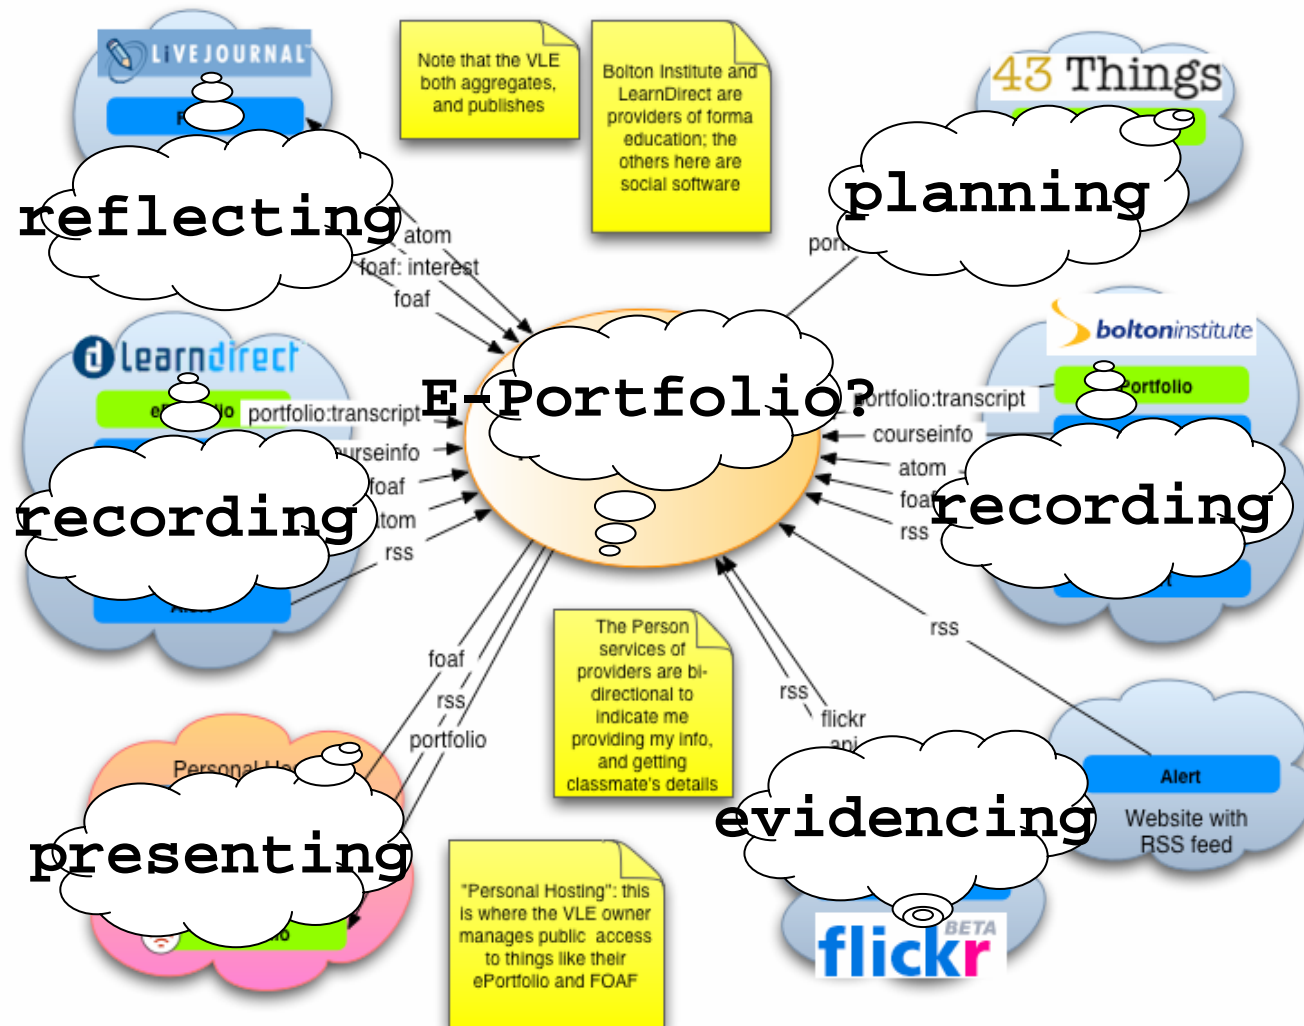 LiVEJOURNAL
reflecting
atom
foaf: interest
foaf
Note that the VLE
both aggregates,
and publishes
Bolton Institute and
LearnDirect are
providers of forma
education; the
others here are
social software
43 Things
planning
learndirect
portfolio:transcript
foaf
rss
recording
E-Portfolio?
boltoninstitute
Portfolio
portfolio:transcript
courseinfo
atom
rss
recording
foaf
rss
portfolio
The Person
services of
providers are bi-
directional to
indicate me
providing my info,
and getting
classmate's details
rss
flickr
api
rss
Alert
Website with
RSS feed
Personal
presenting
"Personal Hosting": this
is where the VLE owner
manages public access
to things like their
ePortfolio and FOAF
evidencing
flickr
BETA